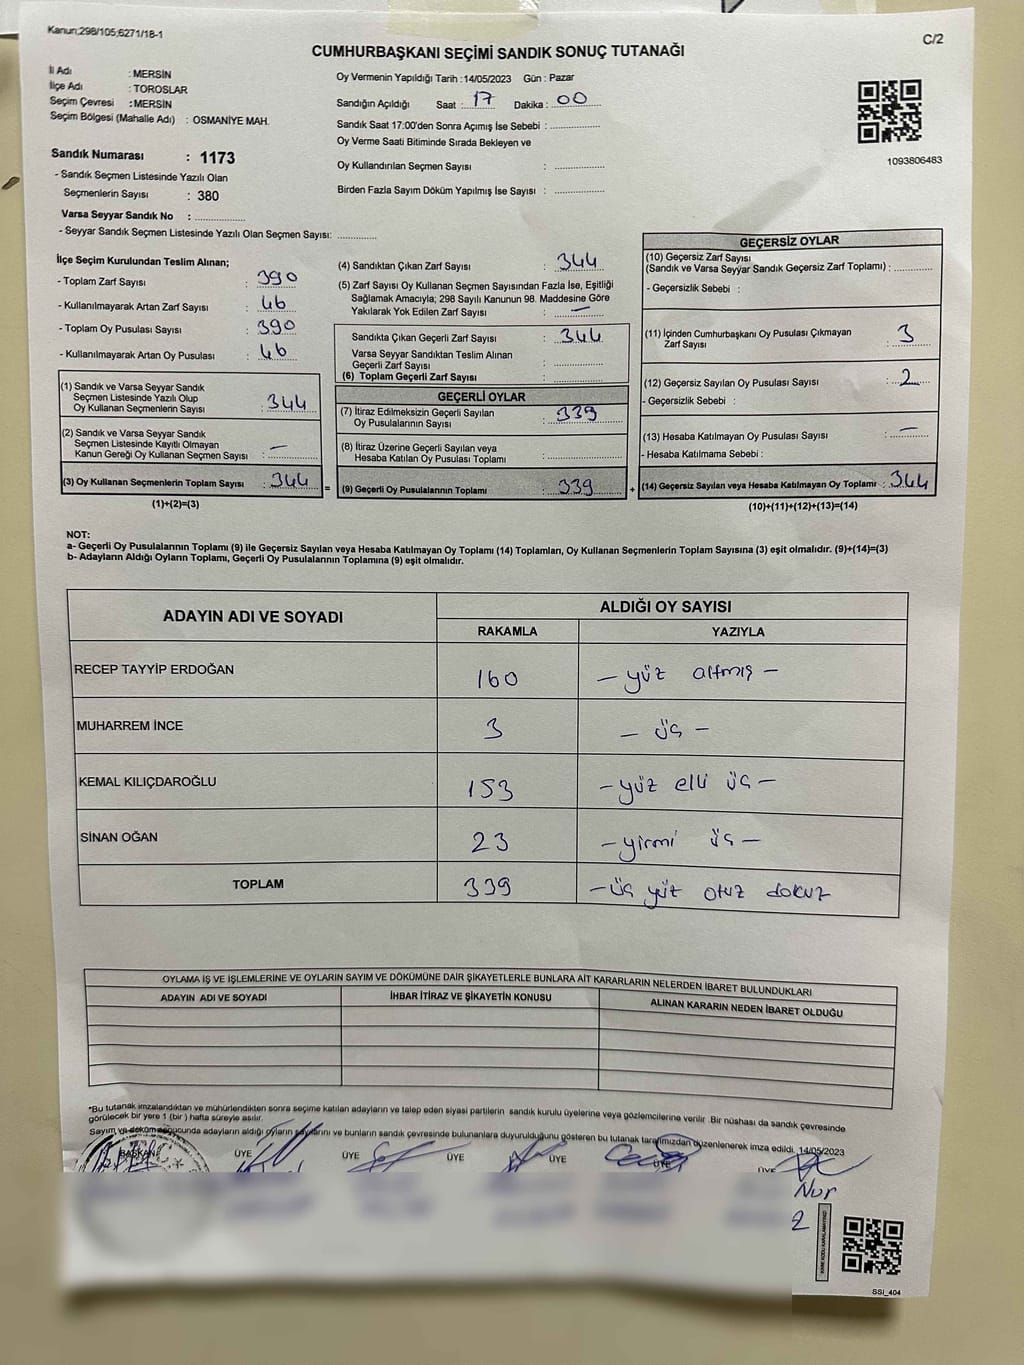 Kanun;298/105;6271/18-1
C/2
CUMHURBAŞKANI SEÇİMİ SANDIK SONUÇ TUTANAĞI
İl Adı : MERSİN
İlçe Adı : TOROSLAR
Seçim Çevresi : MERSİN
Seçim Bölgesi (Mahalle Adı) : OSMANİYE MAH.
Sandık Numarası : 1173
- Sandık Seçmen Listesinde Yazılı Olan
Seçmenlerin Sayısı : 380
Varsa Seyyar Sandık No : ............
- Seyyar Sandık Seçmen Listesinde Yazılı Olan Seçmen Sayısı: ............
Oy Vermenin Yapıldığı Tarih : 14/05/2023 Gün : Pazar
Sandığın Açıldığı Saat : 17 Dakika : 00
Sandık Saat 17:00'den Sonra Açımış İse Sebebi : ............
Oy Verme Saati Bitiminde Sırada Bekleyen ve
Oy Kullandırılan Seçmen Sayısı : ............
Birden Fazla Sayım Döküm Yapılmış İse Sayısı : ............
1093806483
İlçe Seçim Kurulundan Teslim Alınan;
- Toplam Zarf Sayısı : 390
- Kullanılmayarak Artan Zarf Sayısı : 46
- Toplam Oy Pusulası Sayısı : 390
- Kullanılmayarak Artan Oy Pusulası : 46
(1) Sandık ve Varsa Seyyar Sandık
Seçmen Listesinde Yazılı Olup
Oy Kullanan Seçmenlerin Sayısı : 344
(2) Sandık ve Varsa Seyyar Sandık
Seçmen Listesinde Kayıtlı Olmayan
Kanun Gereği Oy Kullanan Seçmen Sayısı : —
(3) Oy Kullanan Seçmenlerin Toplam Sayısı : 344
(1)+(2)=(3)
=
(4) Sandıktan Çıkan Zarf Sayısı : 344
(5) Zarf Sayısı Oy Kullanan Seçmen Sayısından Fazla İse, Eşitliği
Sağlamak Amacıyla; 298 Sayılı Kanunun 98. Maddesine Göre
Yakılarak Yok Edilen Zarf Sayısı : —
Sandıkta Çıkan Geçerli Zarf Sayısı : 344
Varsa Seyyar Sandıktan Teslim Alınan
Geçerli Zarf Sayısı : ............
(6) Toplam Geçerli Zarf Sayısı : ............
GEÇERLİ OYLAR
(7) İtiraz Edilmeksizin Geçerli Sayılan
Oy Pusulalarının Sayısı : 339
(8) İtiraz Üzerine Geçerli Sayılan veya
Hesaba Katılan Oy Pusulası Toplamı : ............
(9) Geçerli Oy Pusulalarının Toplamı : 339
+
GEÇERSİZ OYLAR
(10) Geçersiz Zarf Sayısı
(Sandık ve Varsa Seyyar Sandık Geçersiz Zarf Toplamı) : ............
- Geçersizlik Sebebi :
(11) İçinden Cumhurbaşkanı Oy Pusulası Çıkmayan
Zarf Sayısı : 3
(12) Geçersiz Sayılan Oy Pusulası Sayısı : 2
- Geçersizlik Sebebi :
(13) Hesaba Katılmayan Oy Pusulası Sayısı : —
- Hesaba Katılmama Sebebi :
(14) Geçersiz Sayılan veya Hesaba Katılmayan Oy Toplamı : 344
(10)+(11)+(12)+(13)=(14)
NOT:
a- Geçerli Oy Pusulalarının Toplamı (9) ile Geçersiz Sayılan veya Hesaba Katılmayan Oy Toplamı (14) Toplamları, Oy Kullanan Seçmenlerin Toplam Sayısına (3) eşit olmalıdır. (9)+(14)=(3)
b- Adayların Aldığı Oyların Toplamı, Geçerli Oy Pusulalarının Toplamına (9) eşit olmalıdır.
ADAYIN ADI VE SOYADI ALDIĞI OY SAYISI
RAKAMLA YAZIYLA
RECEP TAYYİP ERDOĞAN 160 — yüz altmış —
MUHARREM İNCE 3 — üç —
KEMAL KILIÇDAROĞLU 153 — yüz elli üç —
SİNAN OĞAN 23 — yirmi üç —
TOPLAM 339 — üç yüz otuz dokuz
OYLAMA İŞ VE İŞLEMLERİNE VE OYLARIN SAYIM VE DÖKÜMÜNE DAİR ŞİKAYETLERLE BUNLARA AİT KARARLARIN NELERDEN İBARET BULUNDUKLARI
ADAYIN ADI VE SOYADI İHBAR İTİRAZ VE ŞİKAYETİN KONUSU ALINAN KARARIN NEDEN İBARET OLDUĞU
*Bu tutanak imzalandıktan ve mühürlendikten sonra seçime katılan adayların ve talep eden siyasi partilerin sandık kurulu üyelerine veya gözlemcilerine verilir. Bir nüshası da sandık çevresinde
görülecek bir yere 1 (bir) hafta süreyle asılır.
Sayım ve döküm sonucunda adayların aldığı oyların sayılarını ve bunların sandık çevresinde bulunanlara duyurulduğunu gösteren bu tutanak tarafımızdan düzenlenerek imza edildi. 14/05/2023
BAŞKAN ÜYE ÜYE ÜYE ÜYE ÜYE ÜYE
Nur
2
SSİ_404